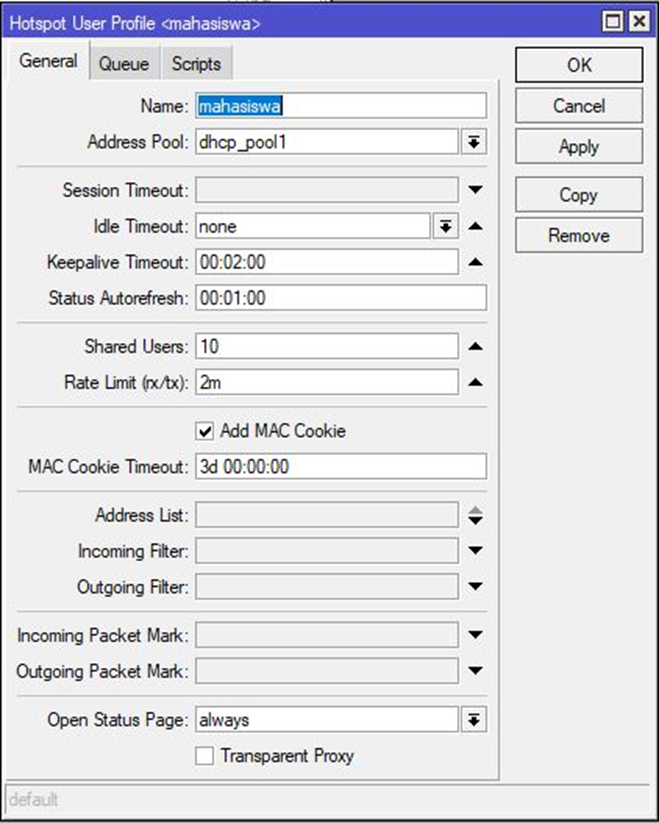 Hotspot User Profile <mahasiswa>
General Queue Scripts
OK
Cancel
Apply
Copy
Remove
Name: mahasiswa
Address Pool: dhcp_pool1
Session Timeout:
Idle Timeout: none
Keepalive Timeout: 00:02:00
Status Autorefresh: 00:01:00
Shared Users: 10
Rate Limit (rx/tx): 2m
Add MAC Cookie
MAC Cookie Timeout: 3d 00:00:00
Address List:
Incoming Filter:
Outgoing Filter:
Incoming Packet Mark:
Outgoing Packet Mark:
Open Status Page: always
Transparent Proxy
default